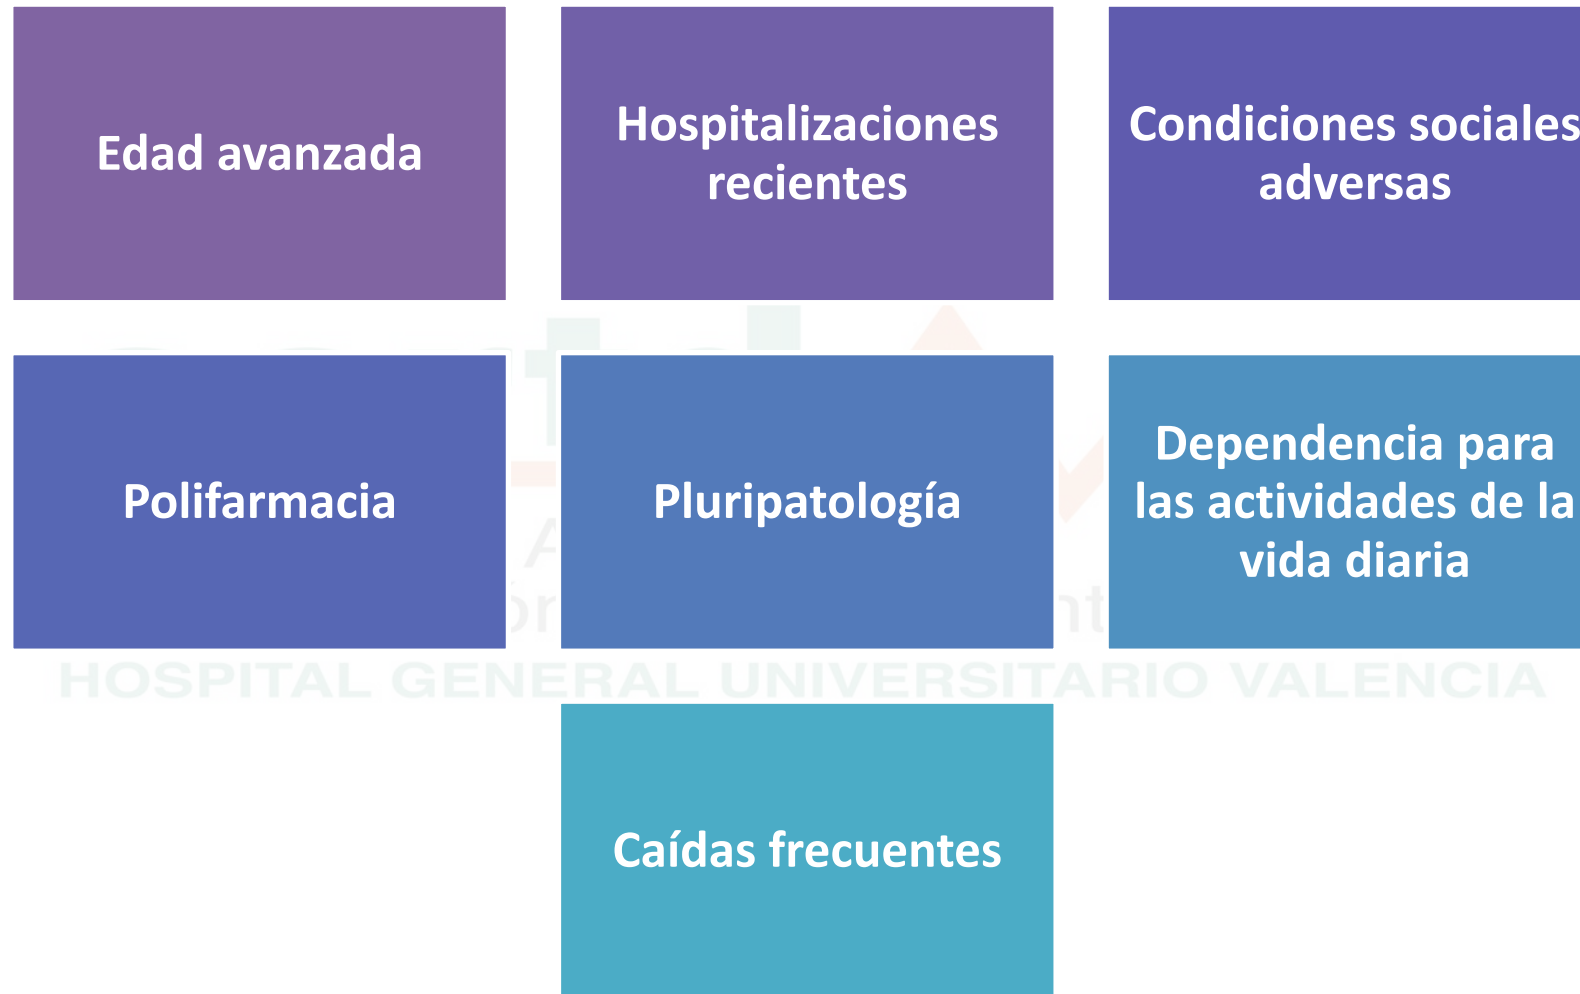 Edad avanzada
Hospitalizaciones
recientes
Condiciones sociales
adversas
Polifarmacia
Pluripatología
Dependencia para
las actividades de la
vida diaria
HOSPITAL GENERAL UNIVERSITARIO VALENCIA
Caídas frecuentes